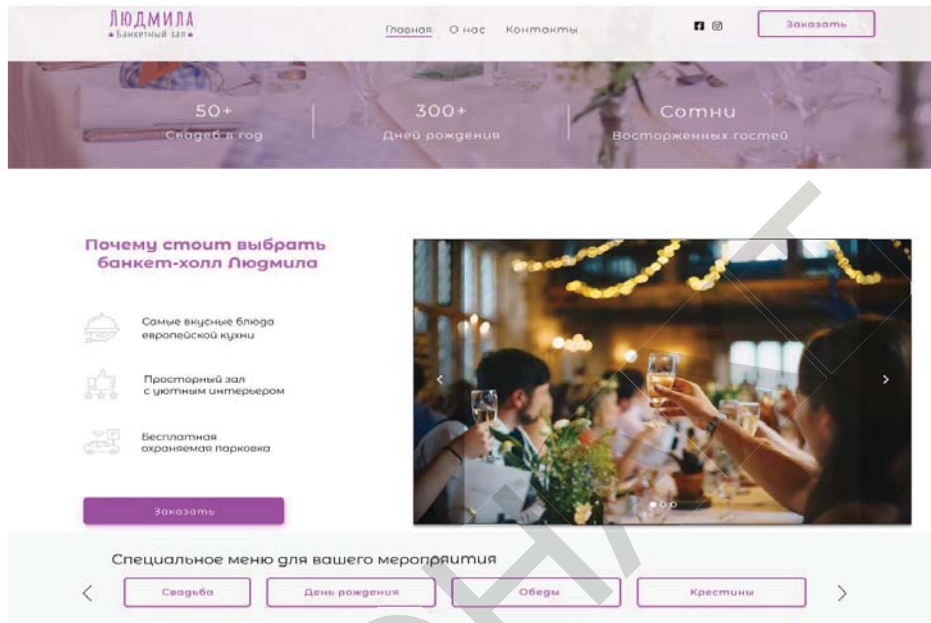 ЛЮДМИЛА
Банкетный зал
Главная О нас Контакты
Заказать
50+ 300+ Сотни
Свадеб в год Дней рождения Восторженных гостей
Почему стоит выбрать
банкет-холл Людмила
Самые вкусные блюда
европейской кухни
Просторный зал
с уютным интерьером
Бесплатная
охраняемая парковка
Заказать
Специальное меню для вашего меропряития
Свадьба День рождения Обеды Крестины